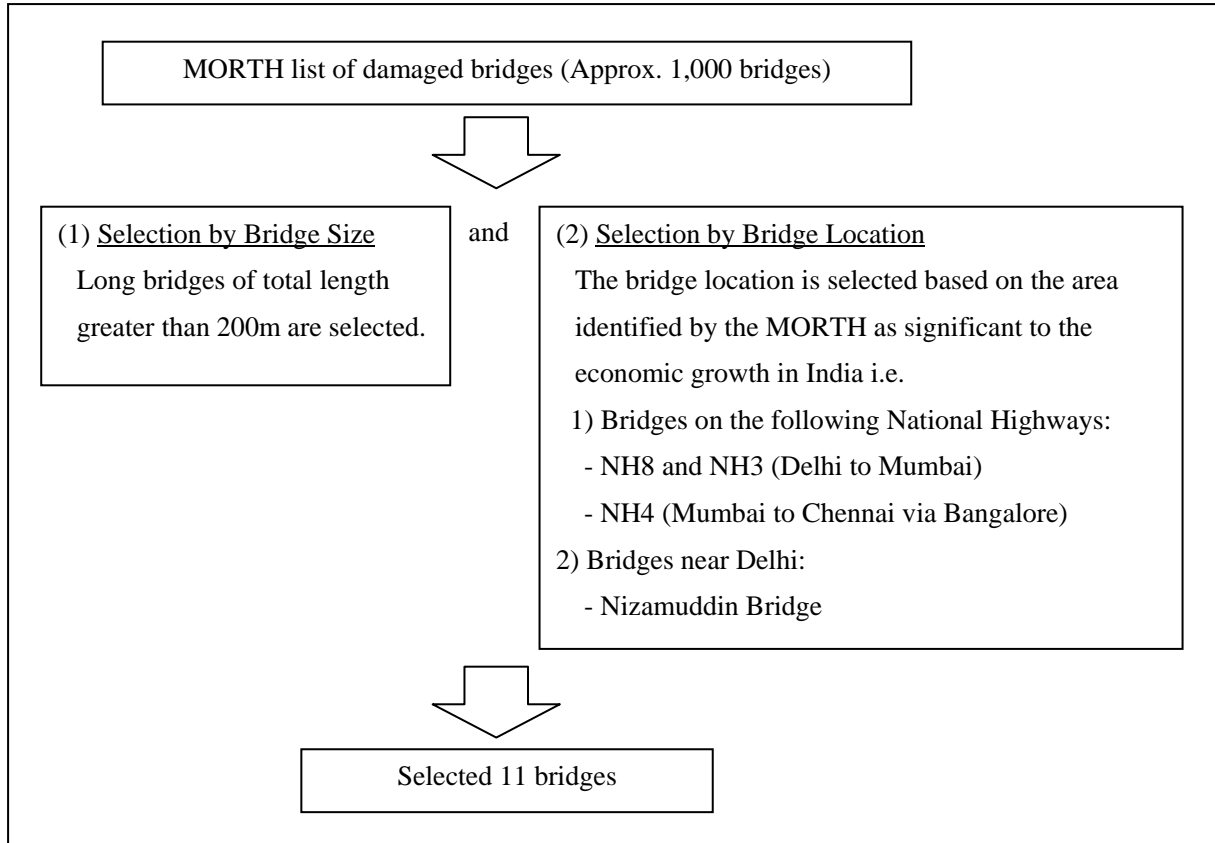 MORTH list of damaged bridges (Approx. 1,000 bridges)
(1) Selection by Bridge Size
Long bridges of total length
greater than 200m are selected.
and
(2) Selection by Bridge Location
The bridge location is selected based on the area
identified by the MORTH as significant to the
economic growth in India i.e.
1) Bridges on the following National Highways:
- NH8 and NH3 (Delhi to Mumbai)
- NH4 (Mumbai to Chennai via Bangalore)
2) Bridges near Delhi:
- Nizamuddin Bridge
Selected 11 bridges